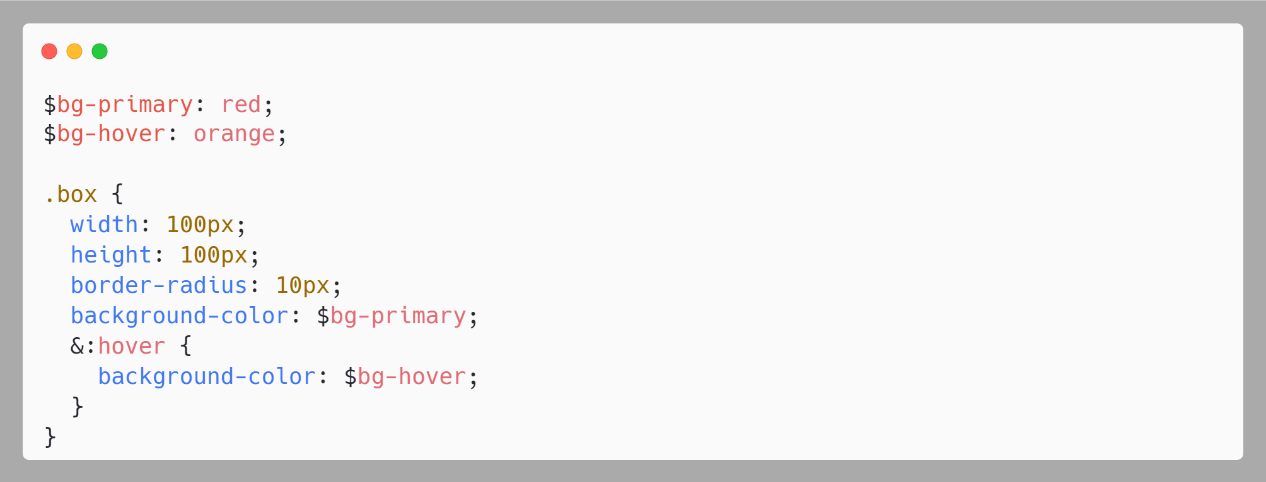 $bg-primary: red;
$bg-hover: orange;

.box {
  width: 100px;
  height: 100px;
  border-radius: 10px;
  background-color: $bg-primary;
  &:hover {
    background-color: $bg-hover;
  }
}